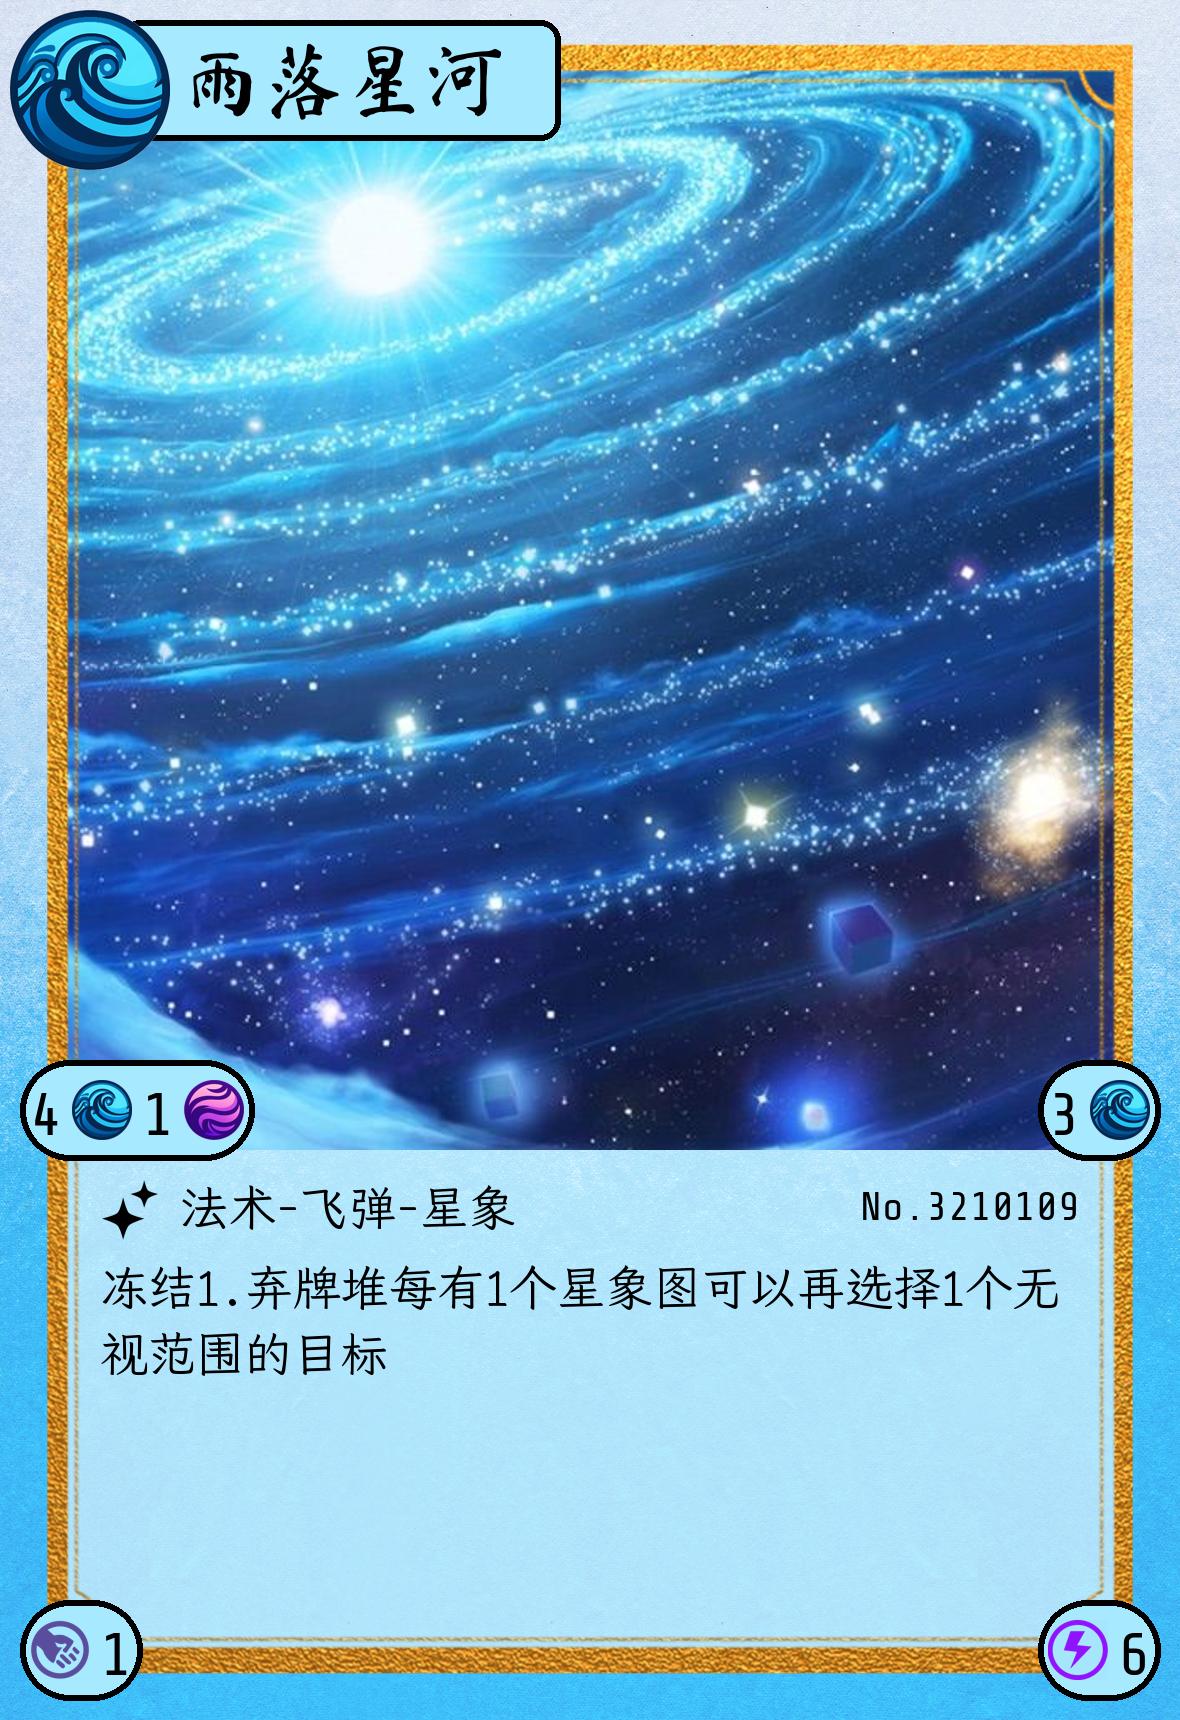 雨落星河
4 1
3
法术-飞弹-星象
No.3210109
冻结1.弃牌堆每有1个星象图可以再选择1个无
视范围的目标
1
6